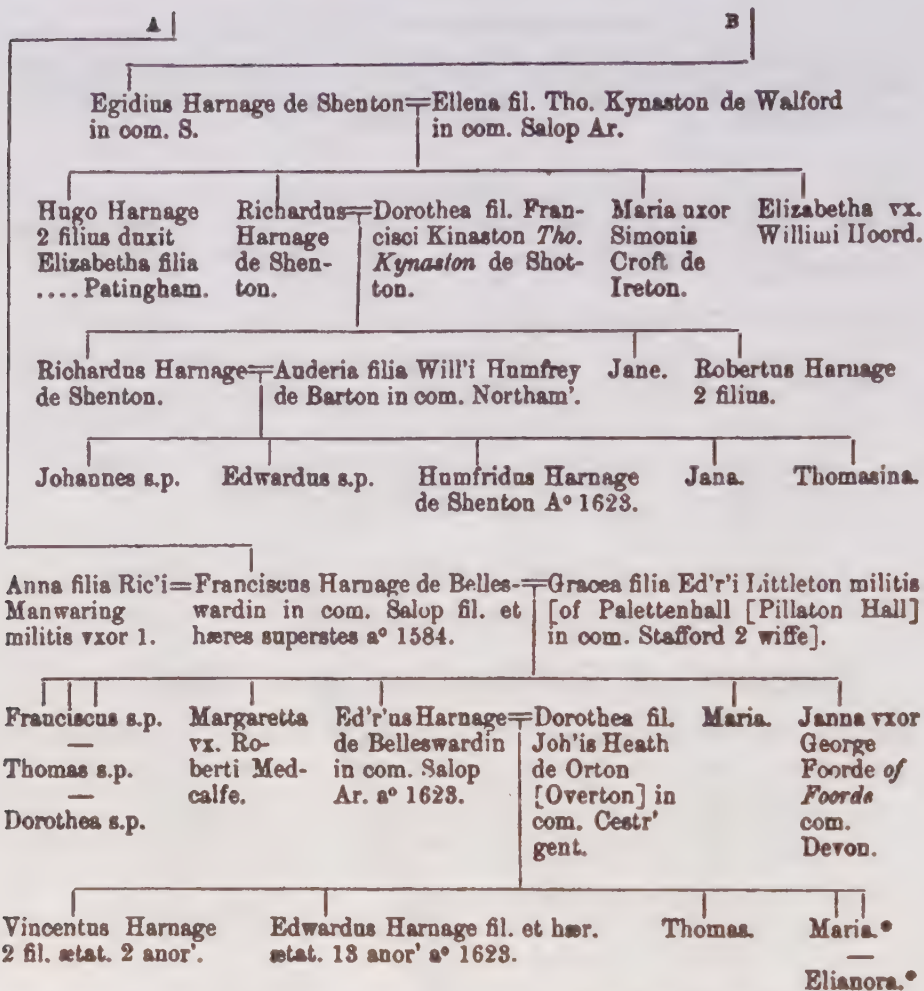 A B
Egidius Harnage de Shenton=Ellena fil. Tho. Kynaston de Walford
in com. S. in com. Salop Ar.
Hugo Harnage
2 filius duxit
Elizabetha filia
.... Patingham.
Richardus=
Harnage
de Shen-
ton.
Dorothea fil. Fran-
cisci Kinaston Tho.
Kynaston de Shot-
ton.
Maria uxor
Simonis
Croft de
Ireton.
Elizabetha vx.
Willimi Hoord.
Richardus Harnage=
de Shenton.
Auderia filia Will'i Humfrey
de Barton in com. Northam'.
Jane.
Robertus Harnage
2 filius.
Johannes s.p.
Edwardus s.p.
Humfridus Harnage
de Shenton Aº 1623.
Jana.
Thomasina.
Anna filia Ric'i=
Manwaring
militis vxor 1.
Franciscus Harnage de Belles-=
wardin in com. Salop fil. et
hæres superstes aº 1584.
Gracea filia Ed'r'i Littleton militis
[of Palettenhall [Pillaton Hall]
in com. Stafford 2 wiffe].
Franciscus s.p.
—
Thomas s.p.
—
Dorothea s.p.
Margaretta
vx. Ro-
berti Med-
calfe.
Ed'r'us Harnage=
de Belleswardin
in com. Salop
Ar. aº 1623.
Dorothea fil.
Joh'is Heath
de Orton
[Overton] in
com. Cestr'
gent.
Maria.
Janna vxor
George
Foorde of
Foorde
com.
Devon.
Vincentus Harnage
2 fil. ætat. 2 anor'.
Edwardus Harnage fil. et hær.
ætat. 13 anor' aº 1623.
Thomas.
Maria.*
—
Elianora.*